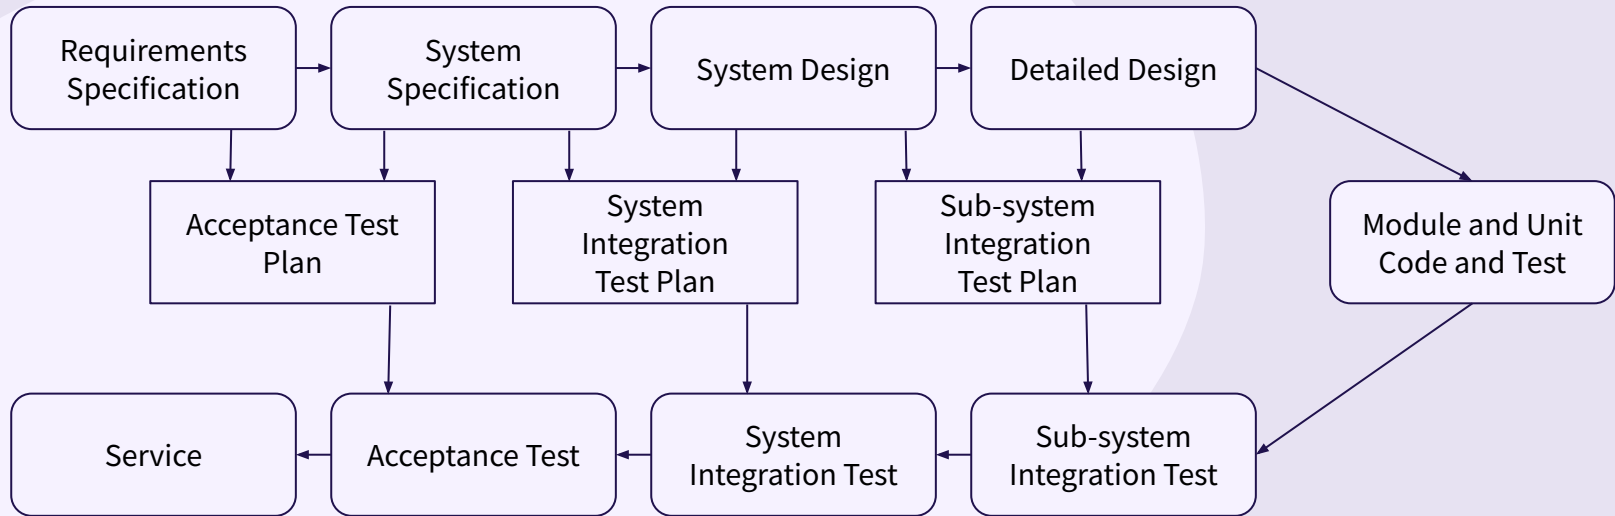 Requirements
Specification
System
Specification
System Design
Detailed Design
Acceptance Test
Plan
System
Integration
Test Plan
Sub-system
Integration
Test Plan
Module and Unit
Code and Test
Service
Acceptance Test
System
Integration Test
Sub-system
Integration Test